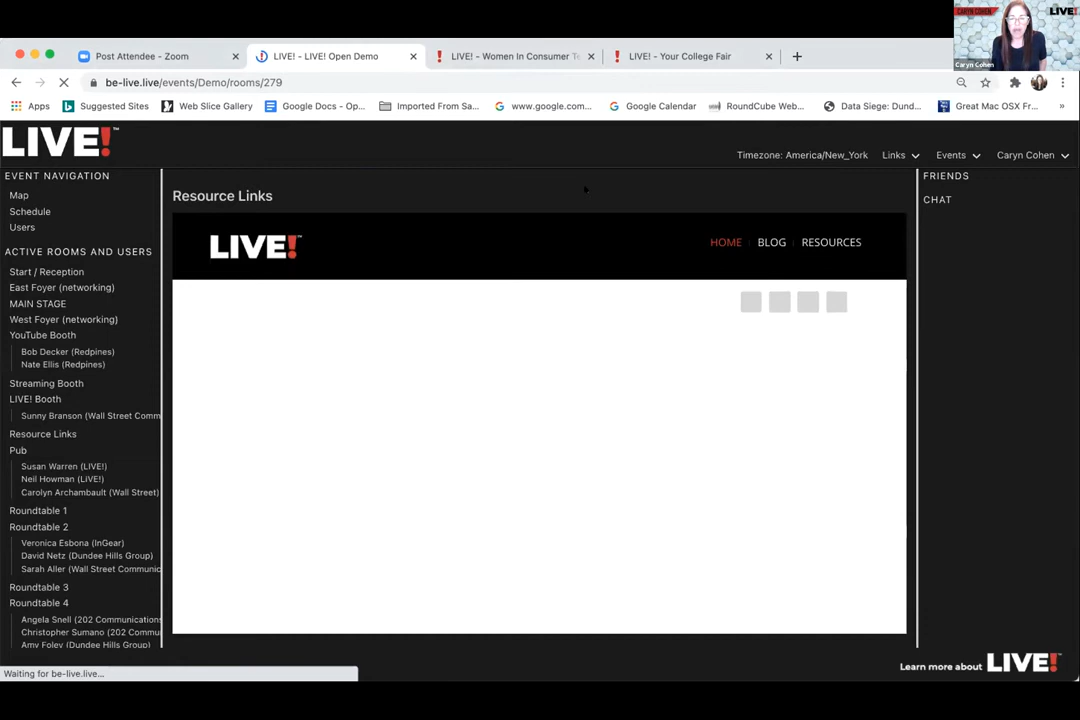 CARYN COHEN
LIVE!
Caryn Cohen
Post Attendee - Zoom
LIVE! - LIVE! Open Demo
LIVE! - Women In Consumer Te
LIVE! - Your College Fair
be-live.live/events/Demo/rooms/279
Apps
Suggested Sites
Web Slice Gallery
Google Docs - Op...
Imported From Sa...
www.google.com...
Google Calendar
RoundCube Web...
Data Siege: Dund...
Great Mac OSX Fr...
»
LIVE!™
Timezone: America/New_York
Links
Events
Caryn Cohen
EVENT NAVIGATION
Map
Schedule
Users
ACTIVE ROOMS AND USERS
Start / Reception
East Foyer (networking)
MAIN STAGE
West Foyer (networking)
YouTube Booth
Bob Decker (Redpines)
Nate Ellis (Redpines)
Streaming Booth
LIVE! Booth
Sunny Branson (Wall Street Comm
Resource Links
Pub
Susan Warren (LIVE!)
Neil Howman (LiVE!)
Carolyn Archambault (Wall Street)
Roundtable 1
Roundtable 2
Veronica Esbona (InGear)
David Netz (Dundee Hills Group)
Sarah Aller (Wall Street Communic
Roundtable 3
Roundtable 4
Angela Snell (202 Communications
Christopher Sumano (202 Commu
Amy Foley (Dundee Hills Group)
Resource Links
LIVE!™
HOME
BLOG
RESOURCES
FRIENDS
CHAT
Waiting for be-live.live...
Learn more about LIVE!™